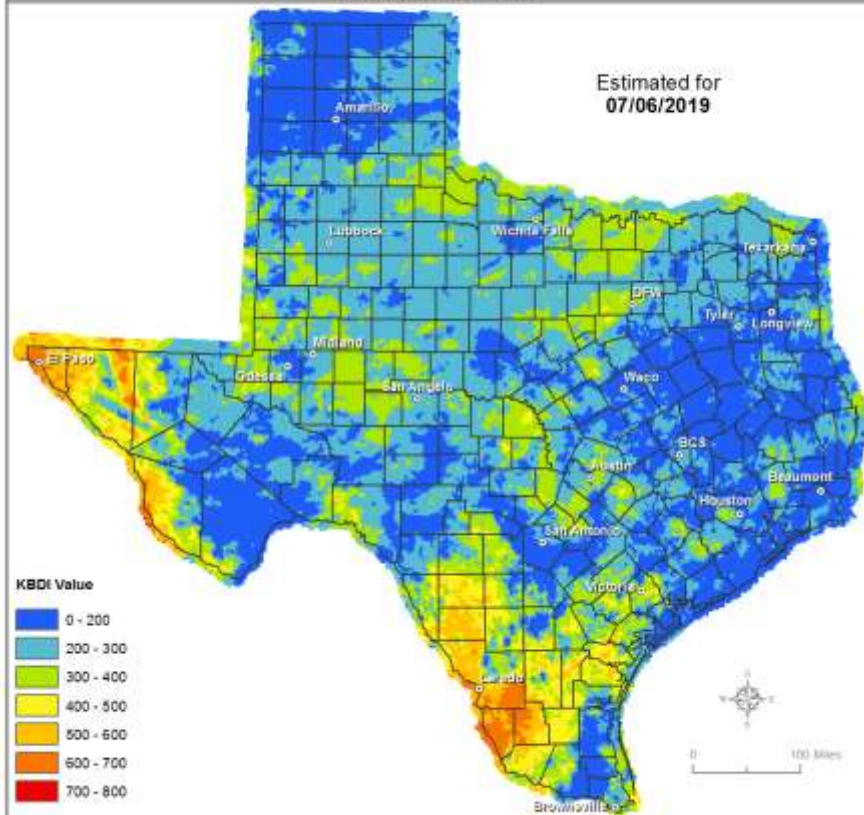 Estimated for
07/06/2019
Amarillo
Lubbock
Wichita Falls
Texarkana
DFW
Tyler
Longview
El Paso
Midland
Odessa
San Angelo
Waco
BCS
Austin
Beaumont
Houston
San Antonio
Victoria
Laredo
Brownsville
KBDI Value
0 - 200
200 - 300
300 - 400
400 - 500
500 - 600
600 - 700
700 - 800
0 100 Miles